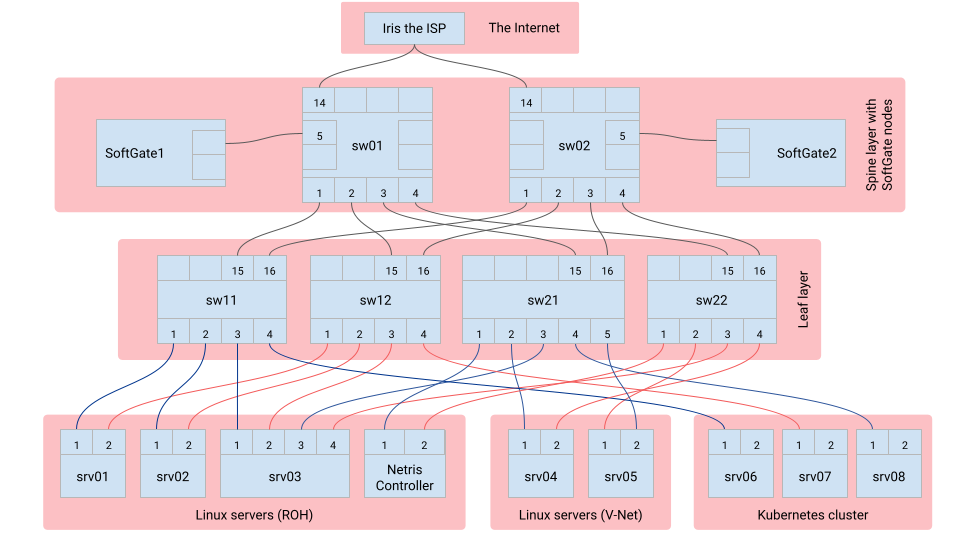 Iris the ISP
The Internet
14
14
5
5
SoftGate1
sw01
sw02
SoftGate2
Spine layer with
SoftGate nodes
1 2 3 4
1 2 3 4
15 16
15 16
15 16
15 16
sw11
sw12
sw21
sw22
Leaf layer
1 2 3 4
1 2 3 4
1 2 3 4 5
1 2 3 4
1 2
1 2
1 2 3 4
1 2
1 2
1 2
1 2
1 2
1 2
srv01
srv02
srv03
Netris
Controller
srv04
srv05
srv06
srv07
srv08
Linux servers (ROH)
Linux servers (V-Net)
Kubernetes cluster